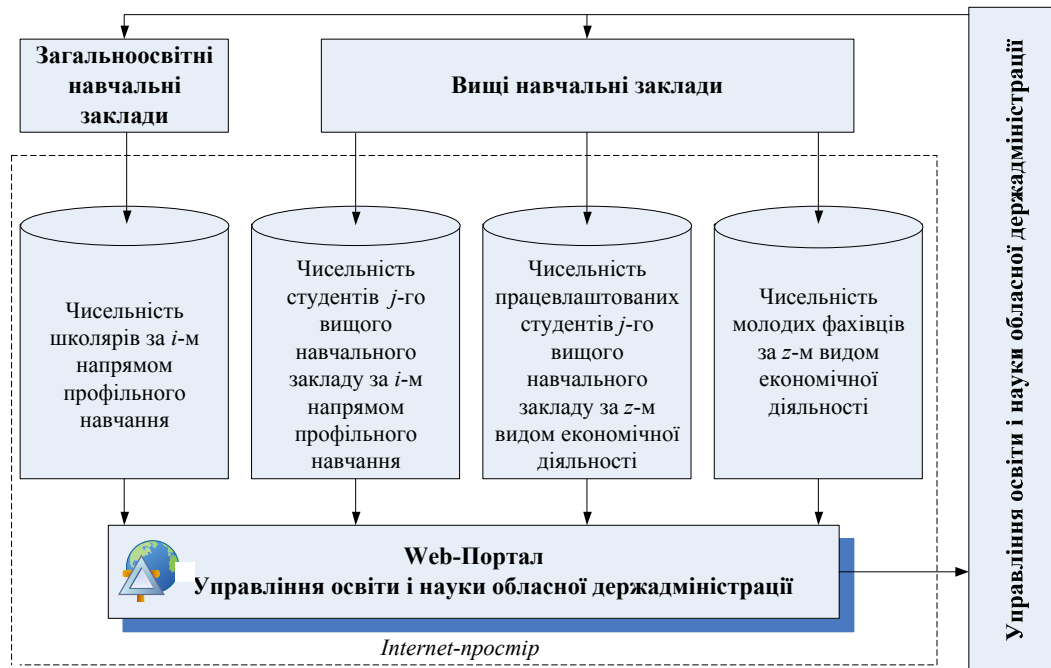 Загальноосвітні
навчальні
заклади
Вищі навчальні заклади
Управління освіти і науки обласної держадміністрації
Чисельність
школярів за i-м
напрямом
профільного
навчання
Чисельність
студентів j-го
вищого
навчального
закладу за i-м
напрямом
профільного
навчання
Чисельність
працевлаштованих
студентів j-го
вищого
навчального
закладу за z-м
видом економічної
діяльності
Чисельність
молодих фахівців
за z-м видом
економічної
діяльності
Web-Портал
Управління освіти і науки обласної держадміністрації
Internet-простір